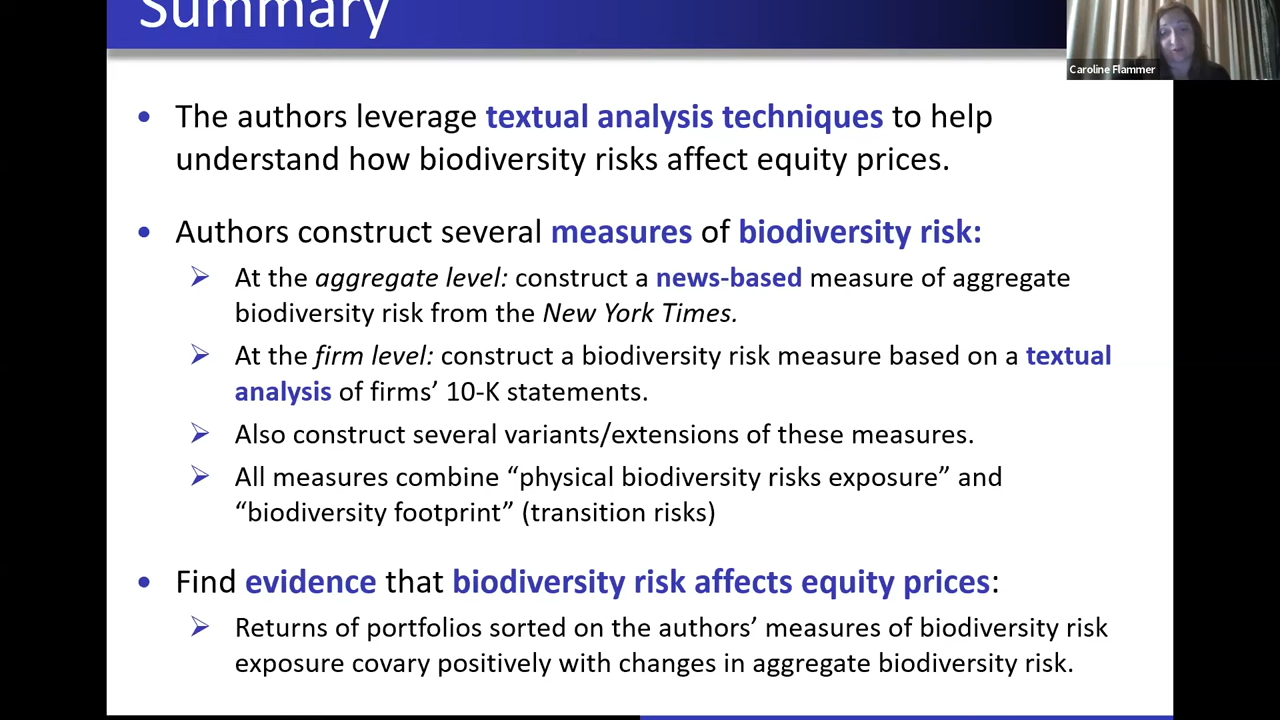 Summary
Caroline Flammer
• The authors leverage textual analysis techniques to help
understand how biodiversity risks affect equity prices.
• Authors construct several measures of biodiversity risk:
➢ At the aggregate level: construct a news-based measure of aggregate
biodiversity risk from the New York Times.
➢ At the firm level: construct a biodiversity risk measure based on a textual
analysis of firms’ 10-K statements.
➢ Also construct several variants/extensions of these measures.
➢ All measures combine “physical biodiversity risks exposure” and
“biodiversity footprint” (transition risks)
• Find evidence that biodiversity risk affects equity prices:
➢ Returns of portfolios sorted on the authors’ measures of biodiversity risk
exposure covary positively with changes in aggregate biodiversity risk.